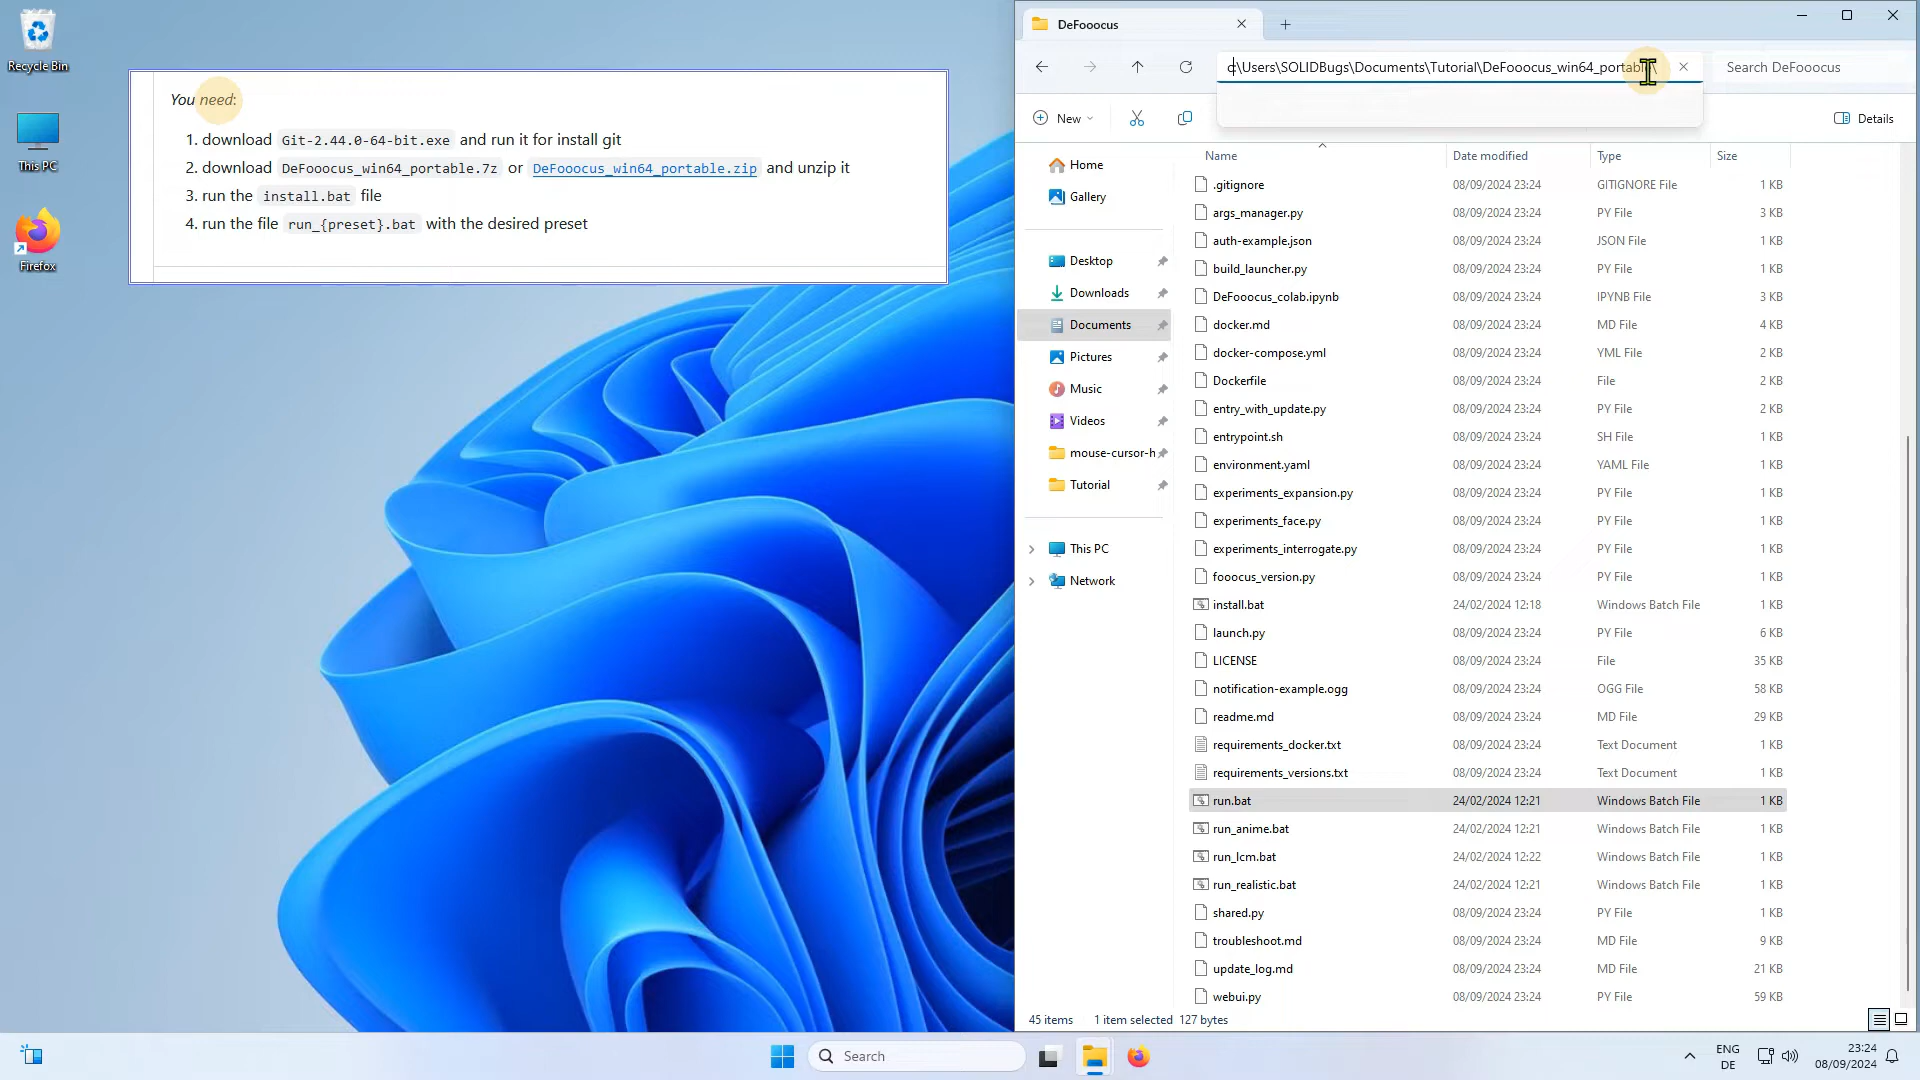 Recycle Bin
This PC
Firefox
You need:
1. download Git-2.44.0-64-bit.exe and run it for install git
2. download DeFooocus_win64_portable.7z or DeFooocus_win64_portable.zip and unzip it
3. run the install.bat file
4. run the file run_{preset}.bat with the desired preset
DeFooocus
c\Users\SOLIDBugs\Documents\Tutorial\DeFooocus_win64_portable\
Search DeFooocus
New
Details
Home
Gallery
Desktop
Downloads
Documents
Pictures
Music
Videos
mouse-cursor-h
Tutorial
This PC
Network
Name Date modified Type Size
.gitignore 08/09/2024 23:24 GITIGNORE File 1 KB
args_manager.py 08/09/2024 23:24 PY File 3 KB
auth-example.json 08/09/2024 23:24 JSON File 1 KB
build_launcher.py 08/09/2024 23:24 PY File 1 KB
DeFooocus_colab.ipynb 08/09/2024 23:24 IPYNB File 3 KB
docker.md 08/09/2024 23:24 MD File 4 KB
docker-compose.yml 08/09/2024 23:24 YML File 2 KB
Dockerfile 08/09/2024 23:24 File 2 KB
entry_with_update.py 08/09/2024 23:24 PY File 2 KB
entrypoint.sh 08/09/2024 23:24 SH File 1 KB
environment.yaml 08/09/2024 23:24 YAML File 1 KB
experiments_expansion.py 08/09/2024 23:24 PY File 1 KB
experiments_face.py 08/09/2024 23:24 PY File 1 KB
experiments_interrogate.py 08/09/2024 23:24 PY File 1 KB
fooocus_version.py 08/09/2024 23:24 PY File 1 KB
install.bat 24/02/2024 12:18 Windows Batch File 1 KB
launch.py 08/09/2024 23:24 PY File 6 KB
LICENSE 08/09/2024 23:24 File 35 KB
notification-example.ogg 08/09/2024 23:24 OGG File 58 KB
readme.md 08/09/2024 23:24 MD File 29 KB
requirements_docker.txt 08/09/2024 23:24 Text Document 1 KB
requirements_versions.txt 08/09/2024 23:24 Text Document 1 KB
run.bat 24/02/2024 12:21 Windows Batch File 1 KB
run_anime.bat 24/02/2024 12:21 Windows Batch File 1 KB
run_lcm.bat 24/02/2024 12:22 Windows Batch File 1 KB
run_realistic.bat 24/02/2024 12:21 Windows Batch File 1 KB
shared.py 08/09/2024 23:24 PY File 1 KB
troubleshoot.md 08/09/2024 23:24 MD File 9 KB
update_log.md 08/09/2024 23:24 MD File 21 KB
webui.py 08/09/2024 23:24 PY File 59 KB
45 items 1 item selected 127 bytes
Search
ENG
DE
23:24
08/09/2024